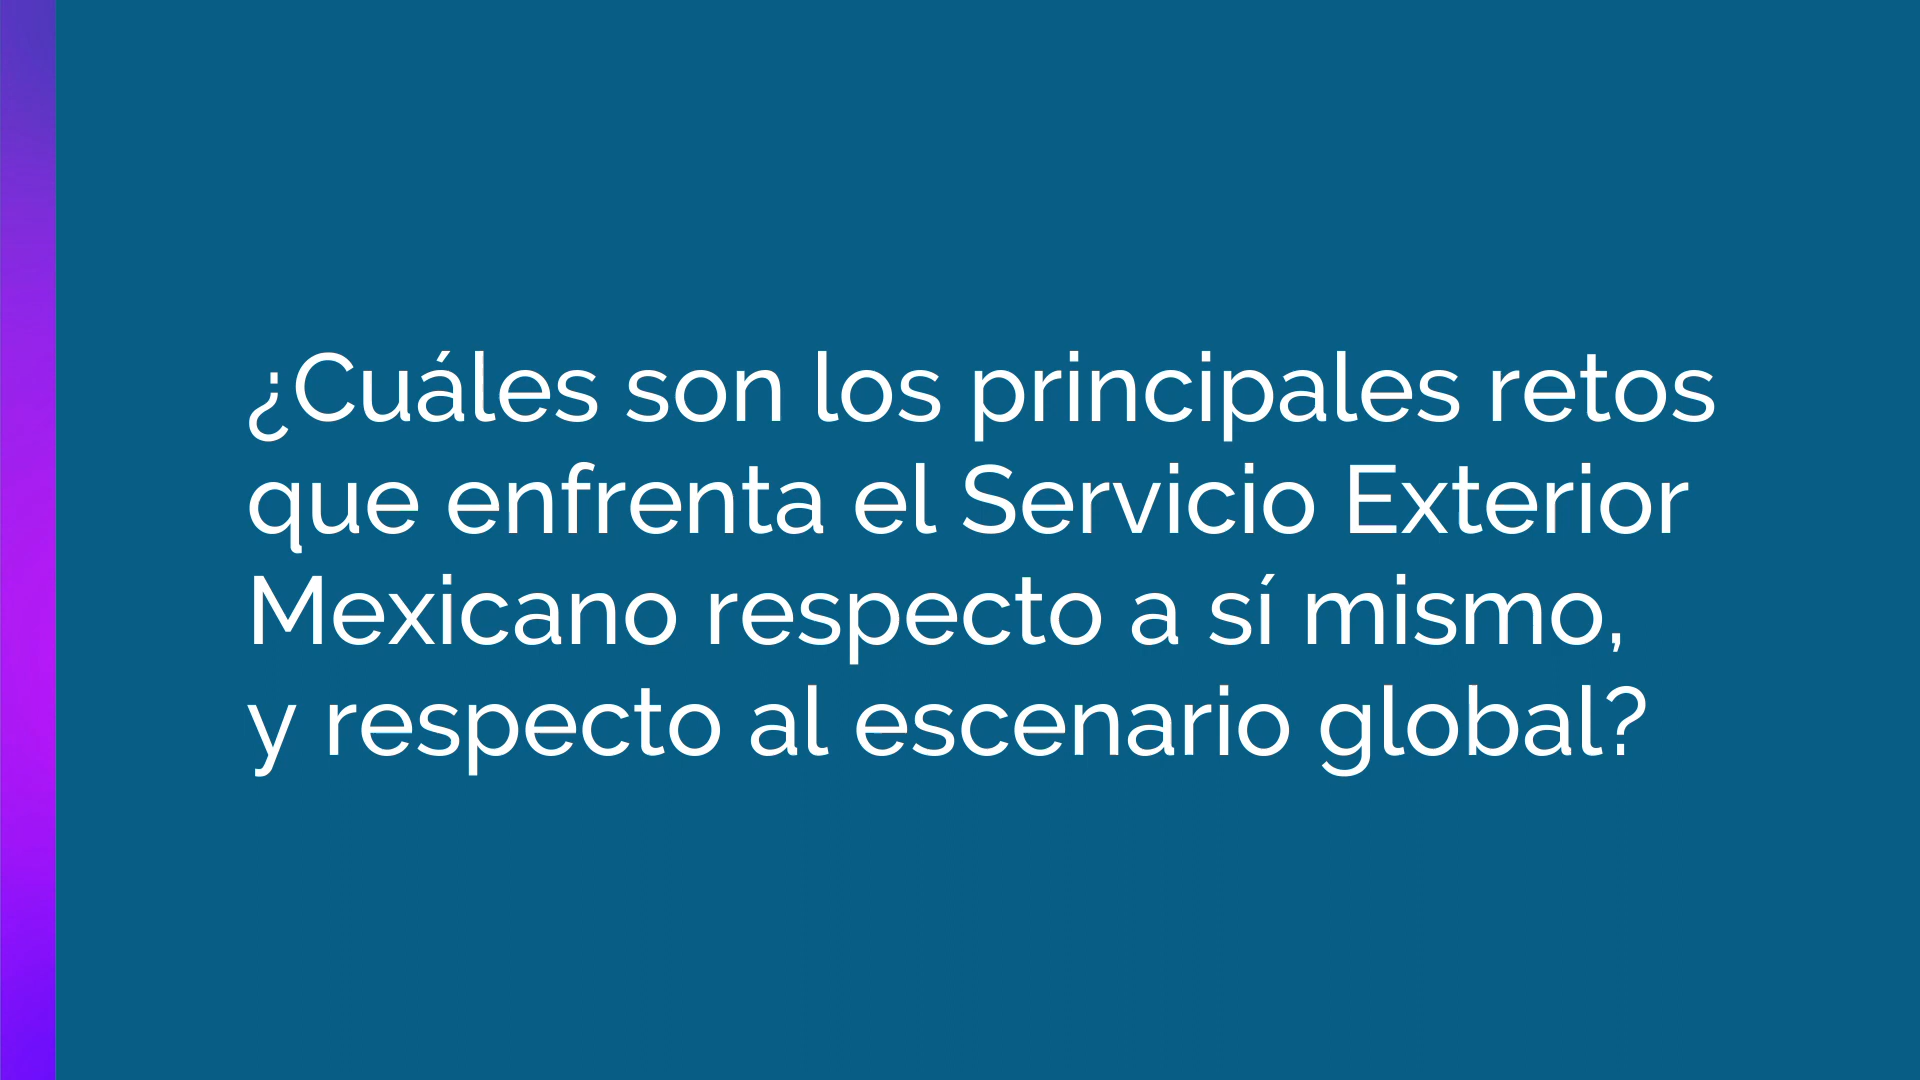 ¿Cuáles son los principales retos
que enfrenta el Servicio Exterior
Mexicano respecto a sí mismo,
y respecto al escenario global?